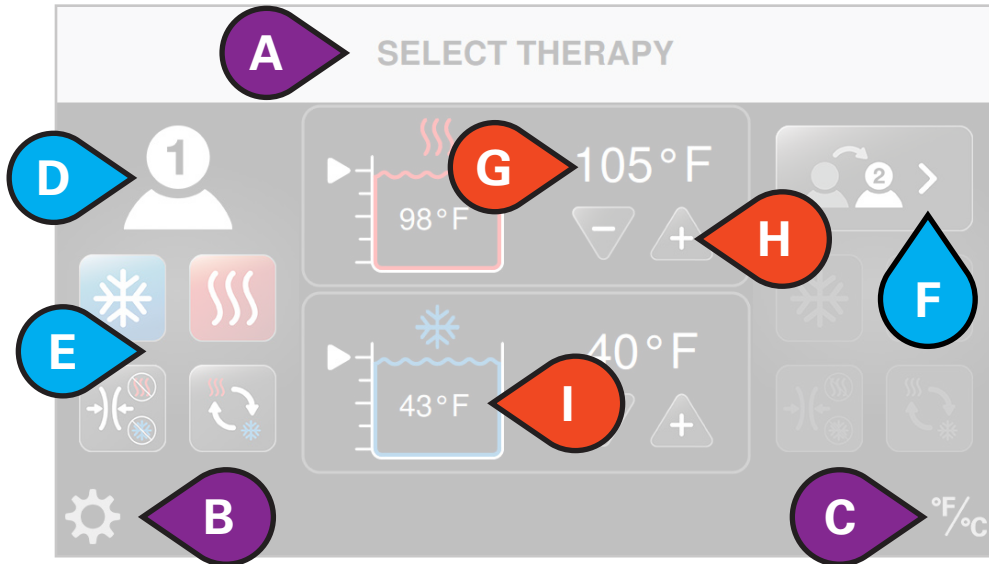 A SELECT THERAPY
D 1 G 105°F 2
98°F − + H
F
E 40°F
43°F I +
B C °F/°C